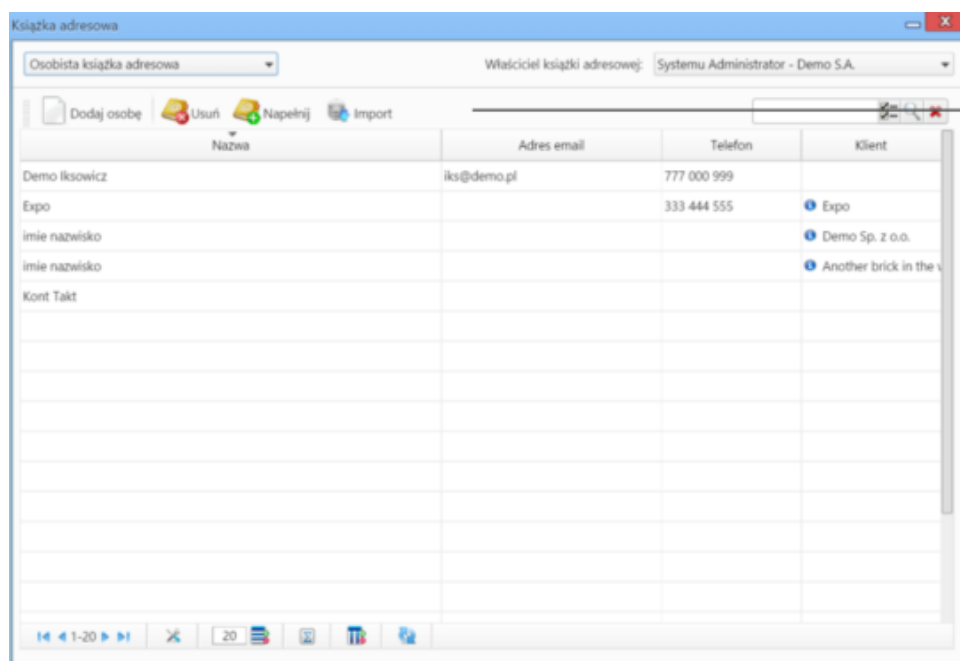 Książka adresowa
Osobista książka adresowa Właściciel książki adresowej: Systemu Administrator - Demo S.A.
Dodaj osobę Usuń Napełnij Import
Nazwa Adres email Telefon Klient
Demo Iksowicz iks@demo.pl 777 000 999
Expo 333 444 555 Expo
imie nazwisko Demo Sp. z o.o.
imie nazwisko Another brick in the
Kont Takt
1-20 20